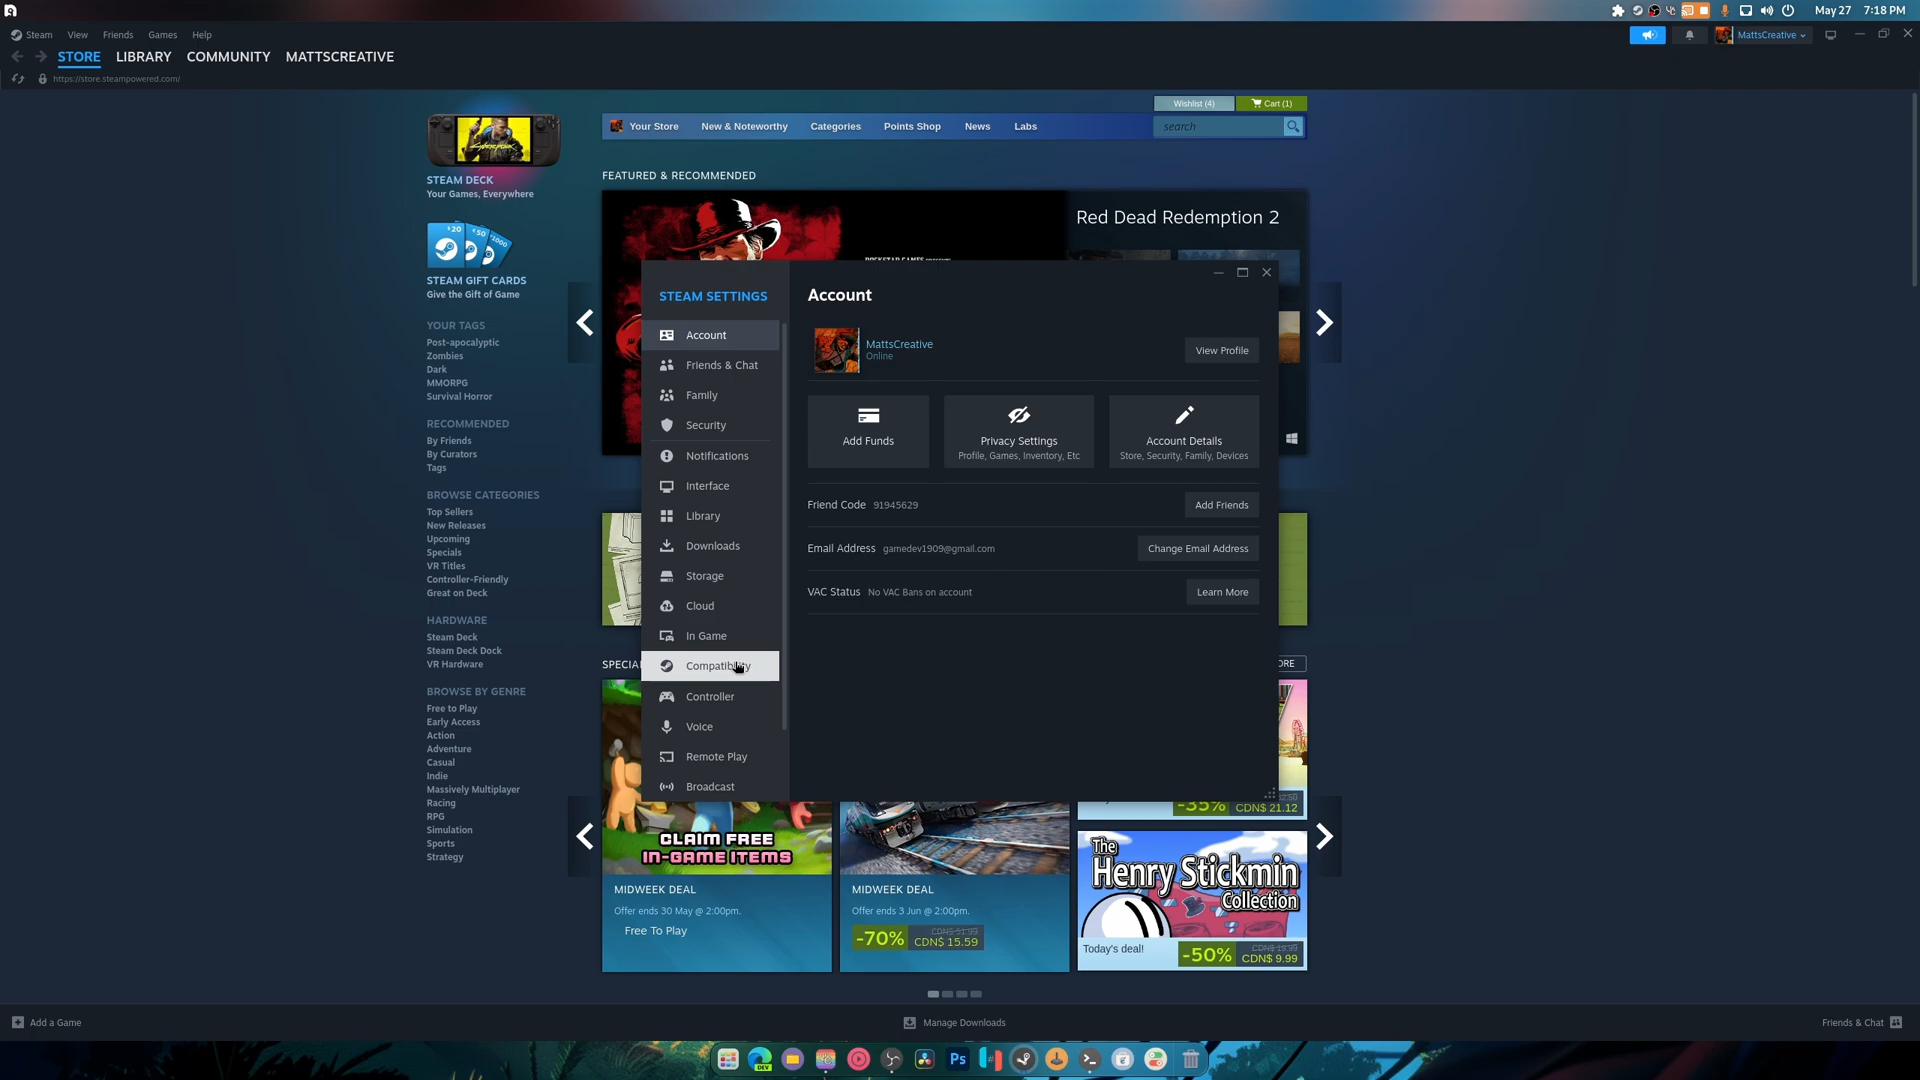 May 27 7:18 PM
Steam View Friends Games Help
MattsCreative
STORE LIBRARY COMMUNITY MATTSCREATIVE
https://store.steampowered.com/
Wishlist (4) Cart (1)
Your Store New & Noteworthy Categories Points Shop News Labs search
STEAM DECK
Your Games, Everywhere
$20 $50 $100
STEAM GIFT CARDS
Give the Gift of Game
YOUR TAGS
Post-apocalyptic
Zombies
Dark
MMORPG
Survival Horror
RECOMMENDED
By Friends
By Curators
Tags
BROWSE CATEGORIES
Top Sellers
New Releases
Upcoming
Specials
VR Titles
Controller-Friendly
Great on Deck
HARDWARE
Steam Deck
Steam Deck Dock
VR Hardware
BROWSE BY GENRE
Free to Play
Early Access
Action
Adventure
Casual
Indie
Massively Multiplayer
Racing
RPG
Simulation
Sports
Strategy
FEATURED & RECOMMENDED
Red Dead Redemption 2
STEAM SETTINGS
Account
Friends & Chat
Family
Security
Notifications
Interface
Library
Downloads
Storage
Cloud
In Game
Compatibility
Controller
Voice
Remote Play
Broadcast
Account
MattsCreative
Online
View Profile
Add Funds
Privacy Settings
Profile, Games, Inventory, Etc
Account Details
Store, Security, Family, Devices
Friend Code 91945629 Add Friends
Email Address gamedev1909@gmail.com Change Email Address
VAC Status No VAC Bans on account Learn More
SPECIA
ORE
CLAIM FREE
IN-GAME ITEMS
MIDWEEK DEAL
Offer ends 30 May @ 2:00pm.
Free To Play
MIDWEEK DEAL
Offer ends 3 Jun @ 2:00pm.
-70% CDN$ 51.99
CDN$ 15.59
-35% CDN$ 21.12
The
Henry Stickmin
Collection
Today's deal!
-50% CDN$ 19.99
CDN$ 9.99
Add a Game
Manage Downloads
Friends & Chat
DEV
Ps